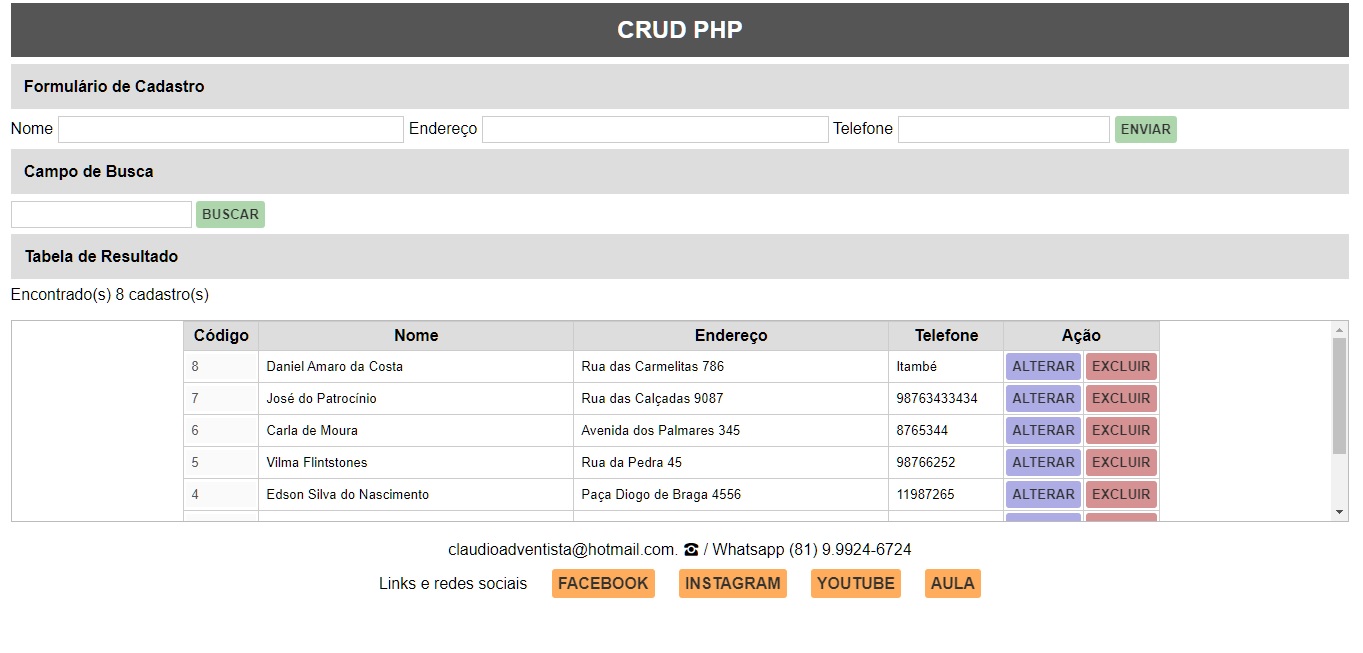 CRUD PHP
Formulário de Cadastro
Nome Endereço Telefone ENVIAR
Campo de Busca
BUSCAR
Tabela de Resultado
Encontrado(s) 8 cadastro(s)
Código Nome Endereço Telefone Ação
8 Daniel Amaro da Costa Rua das Carmelitas 786 Itambé ALTERAR EXCLUIR
7 José do Patrocínio Rua das Calçadas 9087 98763433434 ALTERAR EXCLUIR
6 Carla de Moura Avenida dos Palmares 345 8765344 ALTERAR EXCLUIR
5 Vilma Flintstones Rua da Pedra 45 98766252 ALTERAR EXCLUIR
4 Edson Silva do Nascimento Paça Diogo de Braga 4556 11987265 ALTERAR EXCLUIR
claudioadventista@hotmail.com. ☎ / Whatsapp (81) 9.9924-6724
Links e redes sociais FACEBOOK INSTAGRAM YOUTUBE AULA